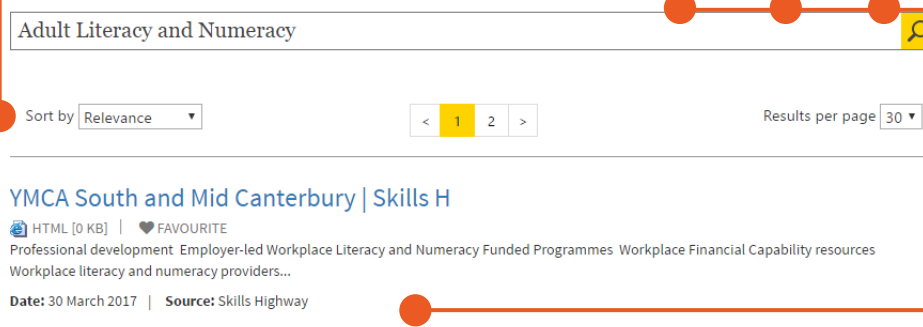 Adult Literacy and Numeracy
Sort by Relevance < 1 2 > Results per page 30
YMCA South and Mid Canterbury | Skills H
HTML [0 KB] | FAVOURITE
Professional development Employer-led Workplace Literacy and Numeracy Funded Programmes Workplace Financial Capability resources
Workplace literacy and numeracy providers...
Date: 30 March 2017 | Source: Skills Highway